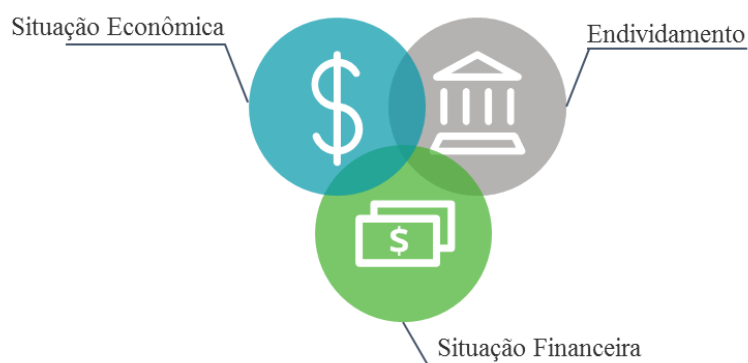 Situação Econômica
Endividamento
$
$
Situação Financeira